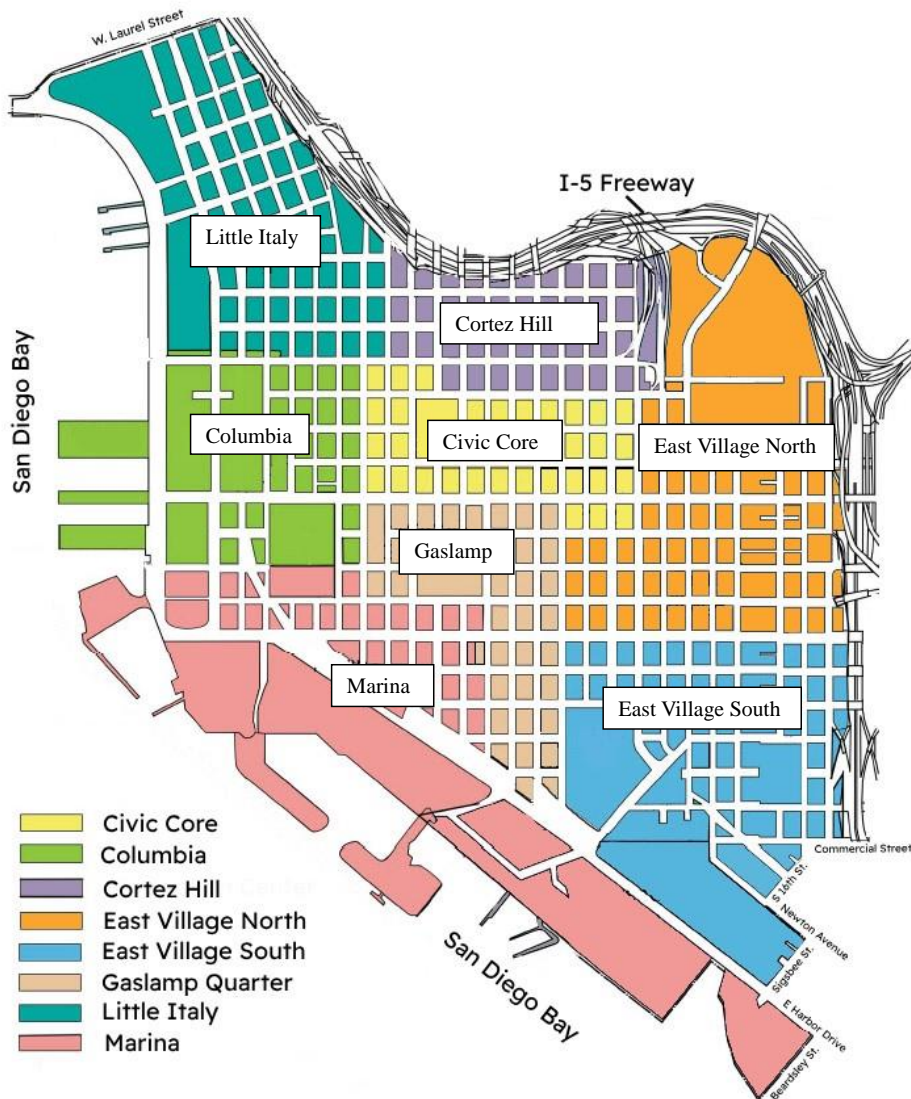 W. Laurel Street
I-5 Freeway
Little Italy
Cortez Hill
San Diego Bay
Columbia
Civic Core
East Village North
Gaslamp
Marina
East Village South
Civic Core
Columbia
Cortez Hill
East Village North
East Village South
Gaslamp Quarter
Little Italy
Marina
Commercial Street
S 16th St.
Newton Avenue
Sigsbee St.
San Diego Bay
E Harbor Drive
Beardsley St.